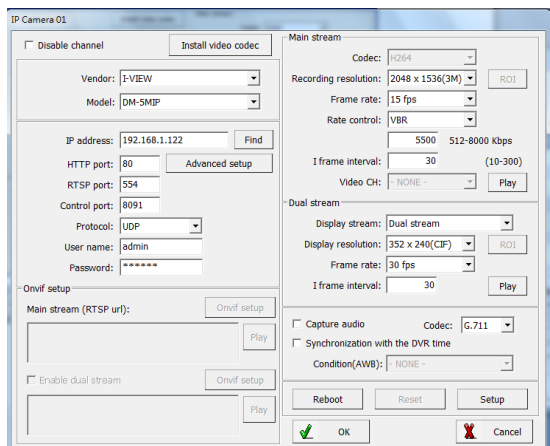 IP Camera 01
Disable channel
Install video codec
Vendor: I-VIEW
Model: DM-5MIP
IP address: 192.168.1.122 Find
HTTP port: 80 Advanced setup
RTSP port: 554
Control port: 8091
Protocol: UDP
User name: admin
Password: ******
Onvif setup
Main stream (RTSP url): Onvif setup
Play
Enable dual stream Onvif setup
Play
Main stream
Codec: H264
Recording resolution: 2048 x 1536(3M) ROI
Frame rate: 15 fps
Rate control: VBR
5500 512-8000 Kbps
I frame interval: 30 (10-300)
Video CH: - NONE - Play
Dual stream
Display stream: Dual stream
Display resolution: 352 x 240(CIF) ROI
Frame rate: 30 fps
I frame interval: 30 Play
Capture audio Codec: G.711
Synchronization with the DVR time
Condition(AWB): - NONE -
Reboot Reset Setup
OK Cancel